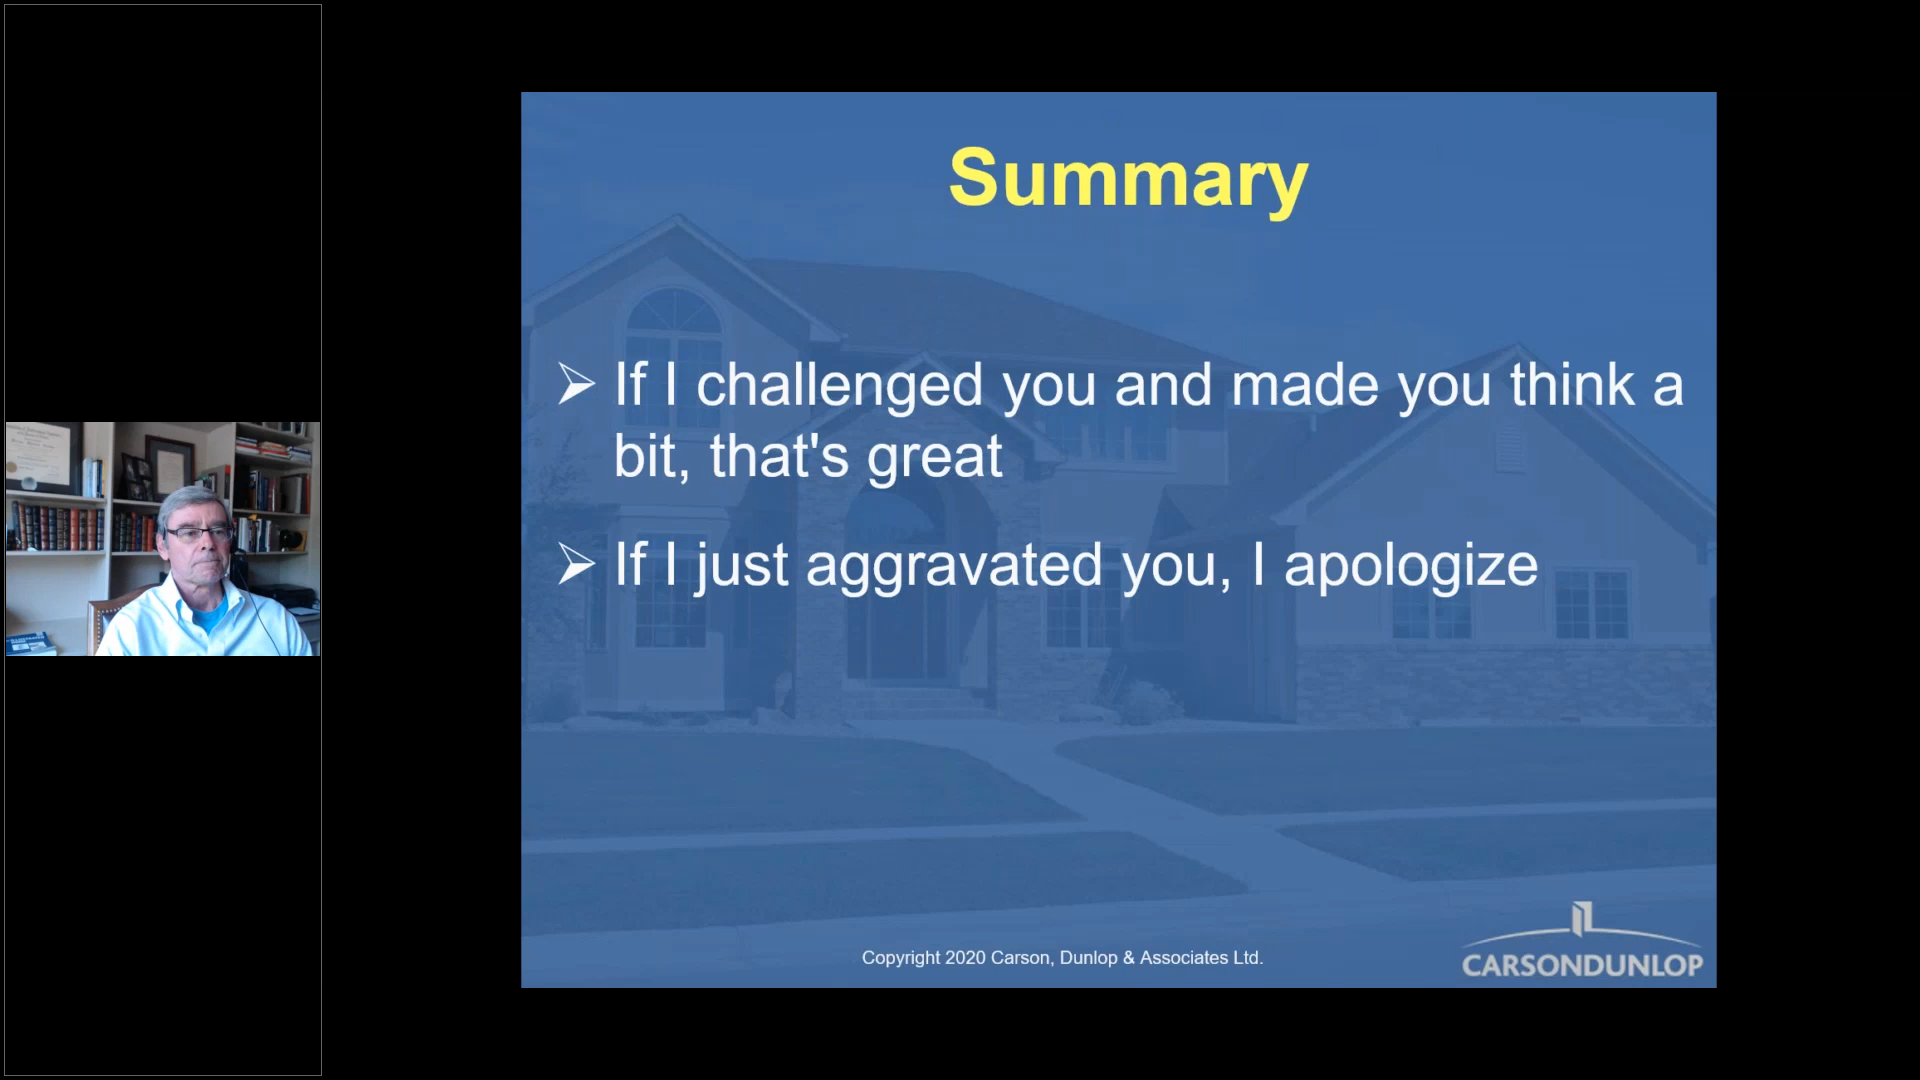 Summary
➢ If I challenged you and made you think a
bit, that's great
➢ If I just aggravated you, I apologize
Copyright 2020 Carson, Dunlop & Associates Ltd.
CARSONDUNLOP